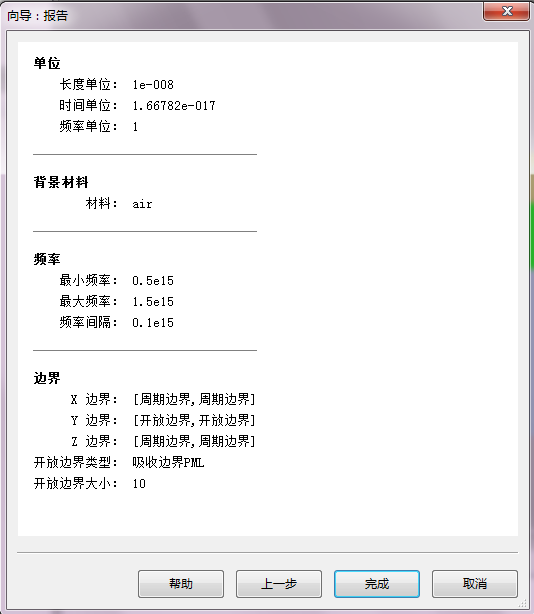 向导：报告
单位
长度单位： 1e-008
时间单位： 1.66782e-017
频率单位： 1
背景材料
材料： air
频率
最小频率： 0.5e15
最大频率： 1.5e15
频率间隔： 0.1e15
边界
X 边界： [周期边界,周期边界]
Y 边界： [开放边界,开放边界]
Z 边界： [周期边界,周期边界]
开放边界类型： 吸收边界PML
开放边界大小： 10
帮助 上一步 完成 取消